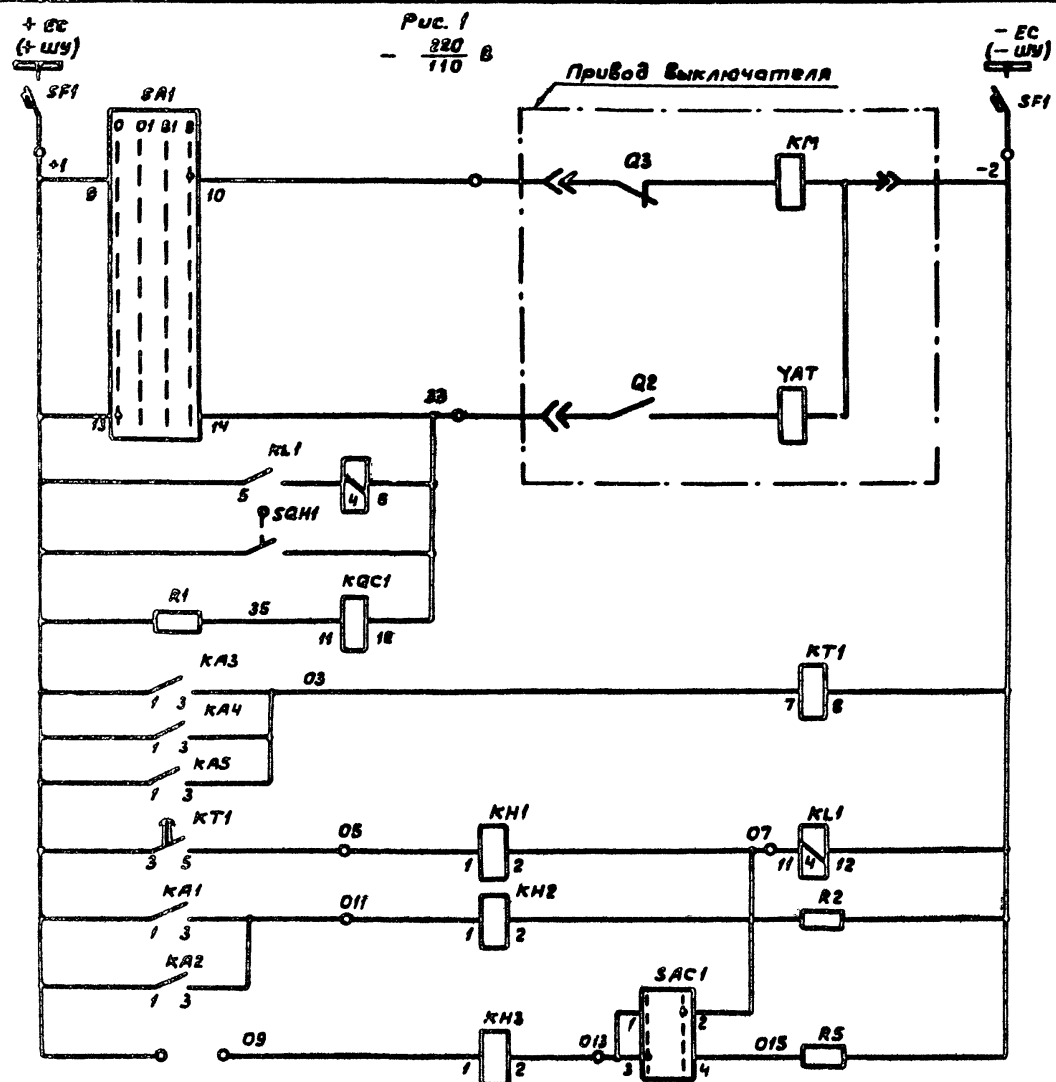 + ЕС
(+ ШУ)
Рис. 1
- 220/110 В
- ЕС
(- ШУ)
Привод выключателя
SF1
SA1
SF1
О О1 В1 В
+1
Q3
KM
-2
9
10
33
Q2
YAT
13
14
KL1
5
4
6
SQH1
KQC1
R1
35
11
12
KA3
03
KT1
1 3
7
8
KA4
1 3
KA5
1 3
KT1
05
KH1
07
KL1
3 5
1
2
11
4
12
KA1
011
KH2
R2
1 3
1
2
KA2
SAC1
1 3
1
2
KH3
013
09
015
R5
1
2
3
4